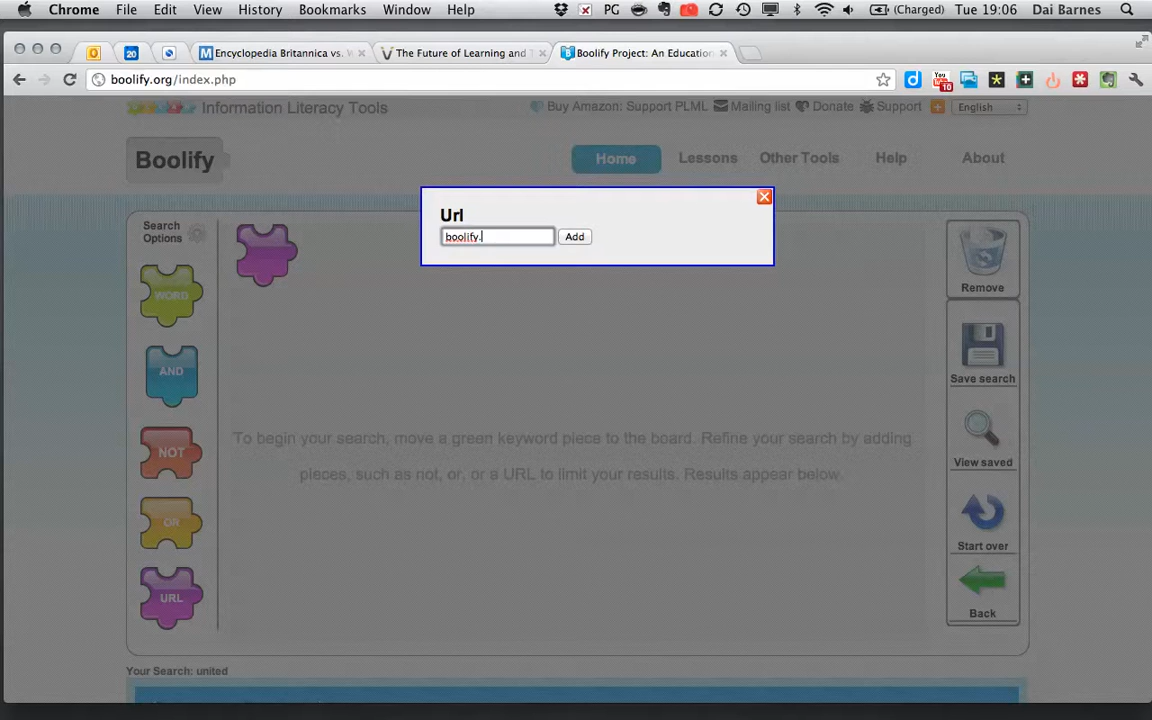 Chrome File Edit View History Bookmarks Window Help PG (Charged) Tue 19:06 Dai Barnes
20 Encyclopedia Britannica vs. The Future of Learning and Boolify Project: An Education
boolify.org/index.php
You Tube 10
Information Literacy Tools
Buy Amazon: Support PLML Mailing list Donate Support English
Boolify
Home Lessons Other Tools Help About
Url
boolify.
Add
Search
Options
WORD
AND
NOT
OR
URL
To begin your search, move a green keyword piece to the board. Refine your search by adding
pieces, such as not, or, or a URL to limit your results. Results appear below.
Remove
Save search
View saved
Start over
Back
Your Search: united